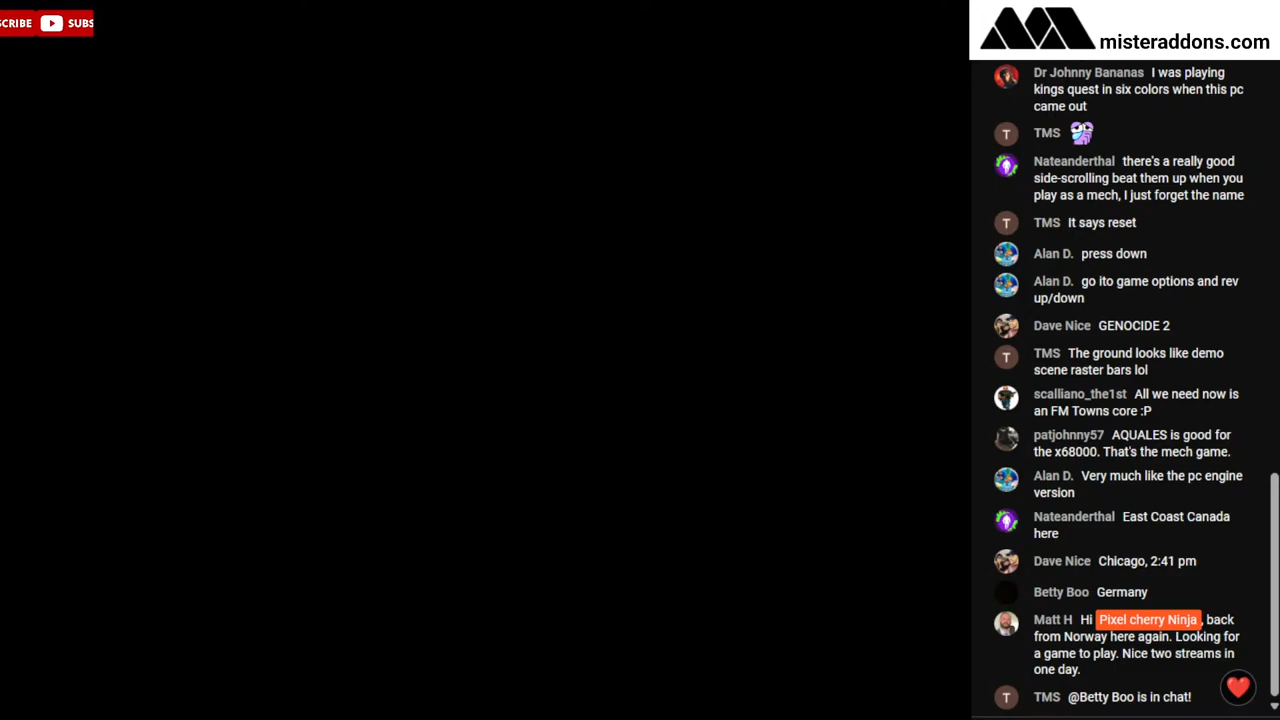 SCRIBE SUBS
misteraddons.com
Dr Johnny Bananas I was playing
kings quest in six colors when this pc
came out
T TMS
Nateanderthal there's a really good
side-scrolling beat them up when you
play as a mech, I just forget the name
T TMS It says reset
Alan D. press down
Alan D. go ito game options and rev
up/down
Dave Nice GENOCIDE 2
T TMS The ground looks like demo
scene raster bars lol
scalliano_the1st All we need now is
an FM Towns core :P
patjohnny57 AQUALES is good for
the x68000. That's the mech game.
Alan D. Very much like the pc engine
version
Nateanderthal East Coast Canada
here
Dave Nice Chicago, 2:41 pm
Betty Boo Germany
Matt H Hi Pixel cherry Ninja, back
from Norway here again. Looking for
a game to play. Nice two streams in
one day.
T TMS @Betty Boo is in chat!